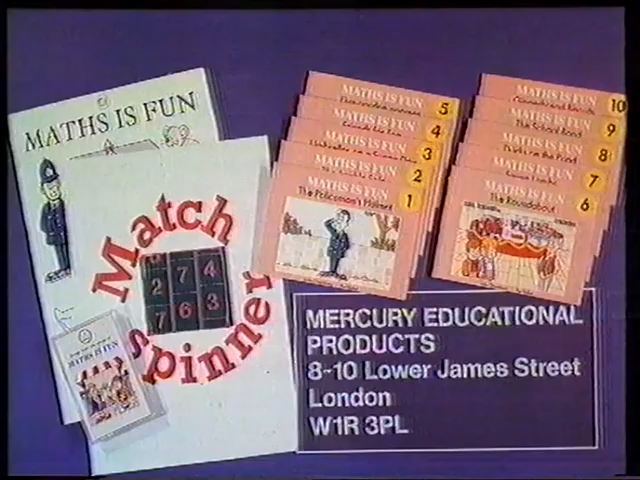 MATHS IS FUN
Match
Spinner
2 7 4
7 6 3
MATHS IS FUN
MATHS IS FUN
5
MATHS IS FUN
4
MATHS IS FUN
3
MATHS IS FUN
2
MATHS IS FUN
1
The Policeman's Helmet
MATHS IS FUN
10
MATHS IS FUN
The School Band
9
MATHS IS FUN
8
MATHS IS FUN
7
MATHS IS FUN
6
The Roundabout
MERCURY EDUCATIONAL
PRODUCTS
8-10 Lower James Street
London
W1R 3PL